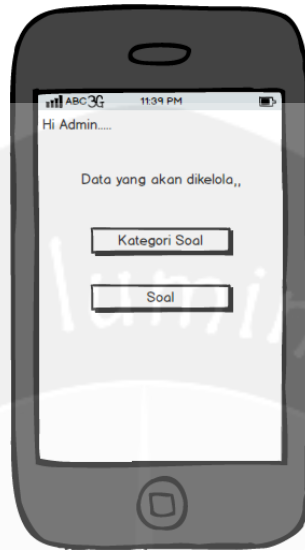 ABC 3G 11:39 PM
Hi Admin.....
Data yang akan dikelola,,
Kategori Soal
Soal